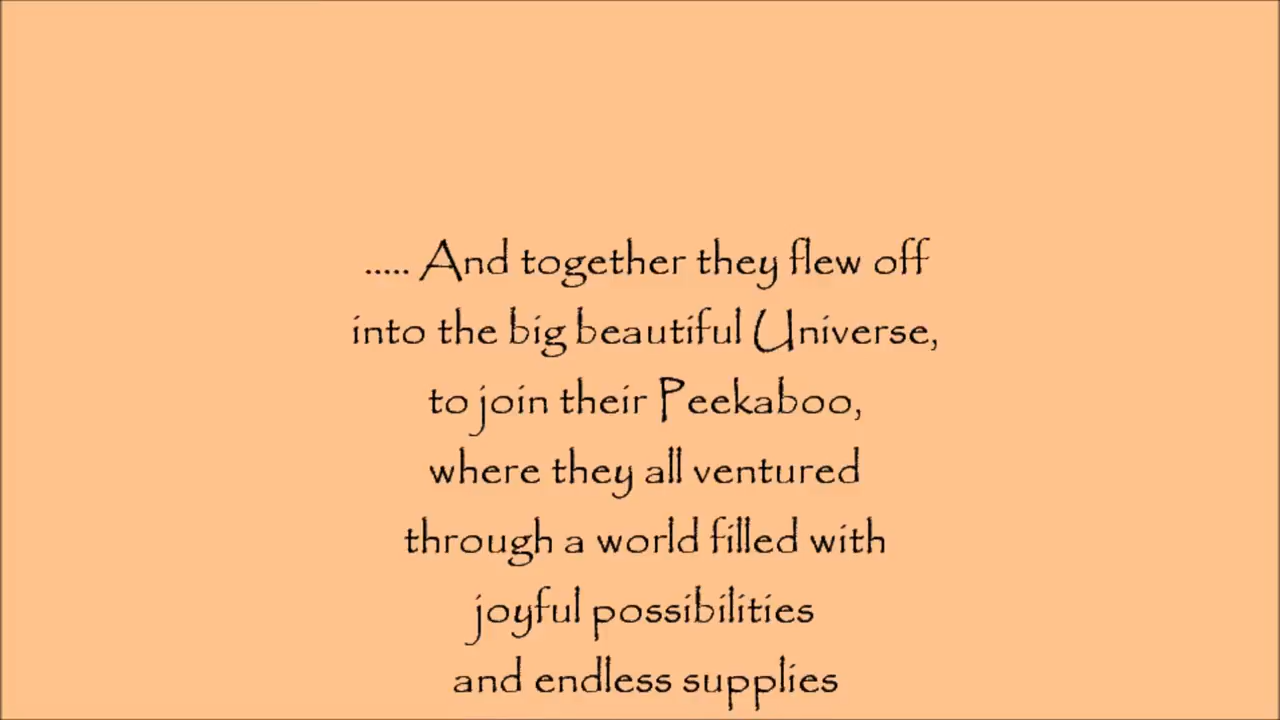 ..... And together they flew off
into the big beautiful Universe,
to join their Peekaboo,
where they all ventured
through a world filled with
joyful possibilities
and endless supplies